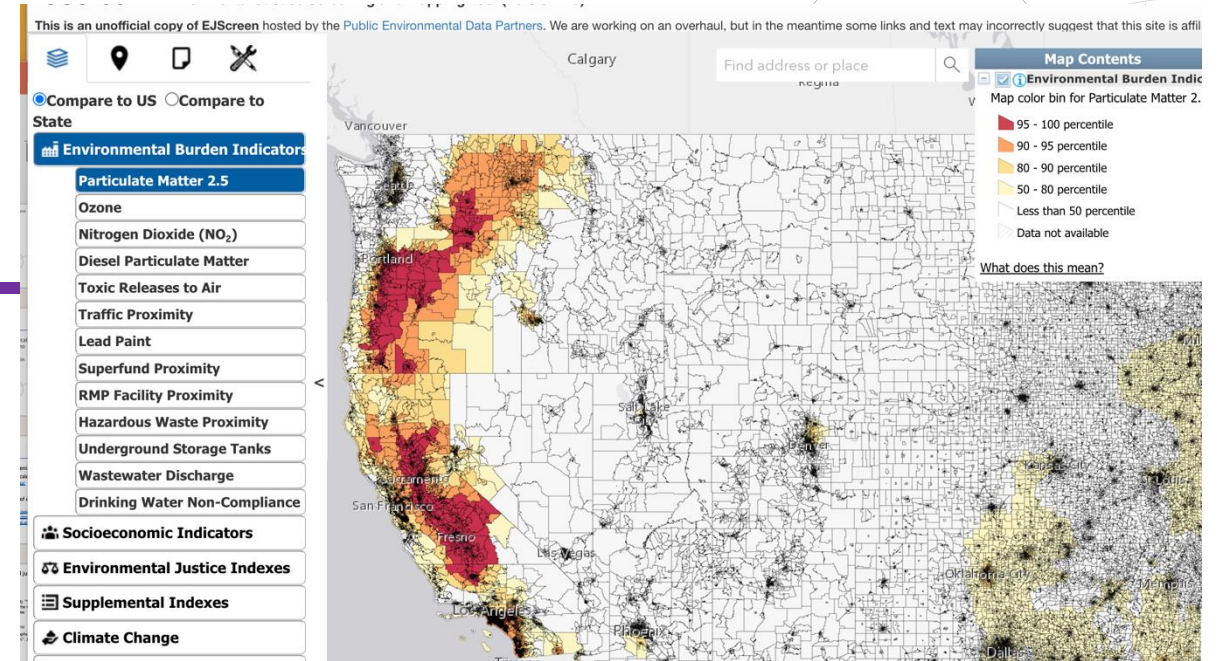 This is an unofficial copy of EJScreen hosted by the Public Environmental Data Partners. We are working on an overhaul, but in the meantime some links and text may incorrectly suggest that this site is affil
Compare to US Compare to
State
Environmental Burden Indicators
Particulate Matter 2.5
Ozone
Nitrogen Dioxide (NO₂)
Diesel Particulate Matter
Toxic Releases to Air
Traffic Proximity
Lead Paint
Superfund Proximity
RMP Facility Proximity
Hazardous Waste Proximity
Underground Storage Tanks
Wastewater Discharge
Drinking Water Non-Compliance
Socioeconomic Indicators
Environmental Justice Indexes
Supplemental Indexes
Climate Change
<
Calgary
Find address or place
Regina
Vancouver
Seattle
Portland
Salt Lake
Denver
Sacramento
San Francisco
Fresno
Las Vegas
Los Angeles
Phoenix
Kansas City
St. Louis
Oklahoma City
Memphis
Dallas
Map Contents
Environmental Burden Indic
Map color bin for Particulate Matter 2.
95 - 100 percentile
90 - 95 percentile
80 - 90 percentile
50 - 80 percentile
Less than 50 percentile
Data not available
What does this mean?